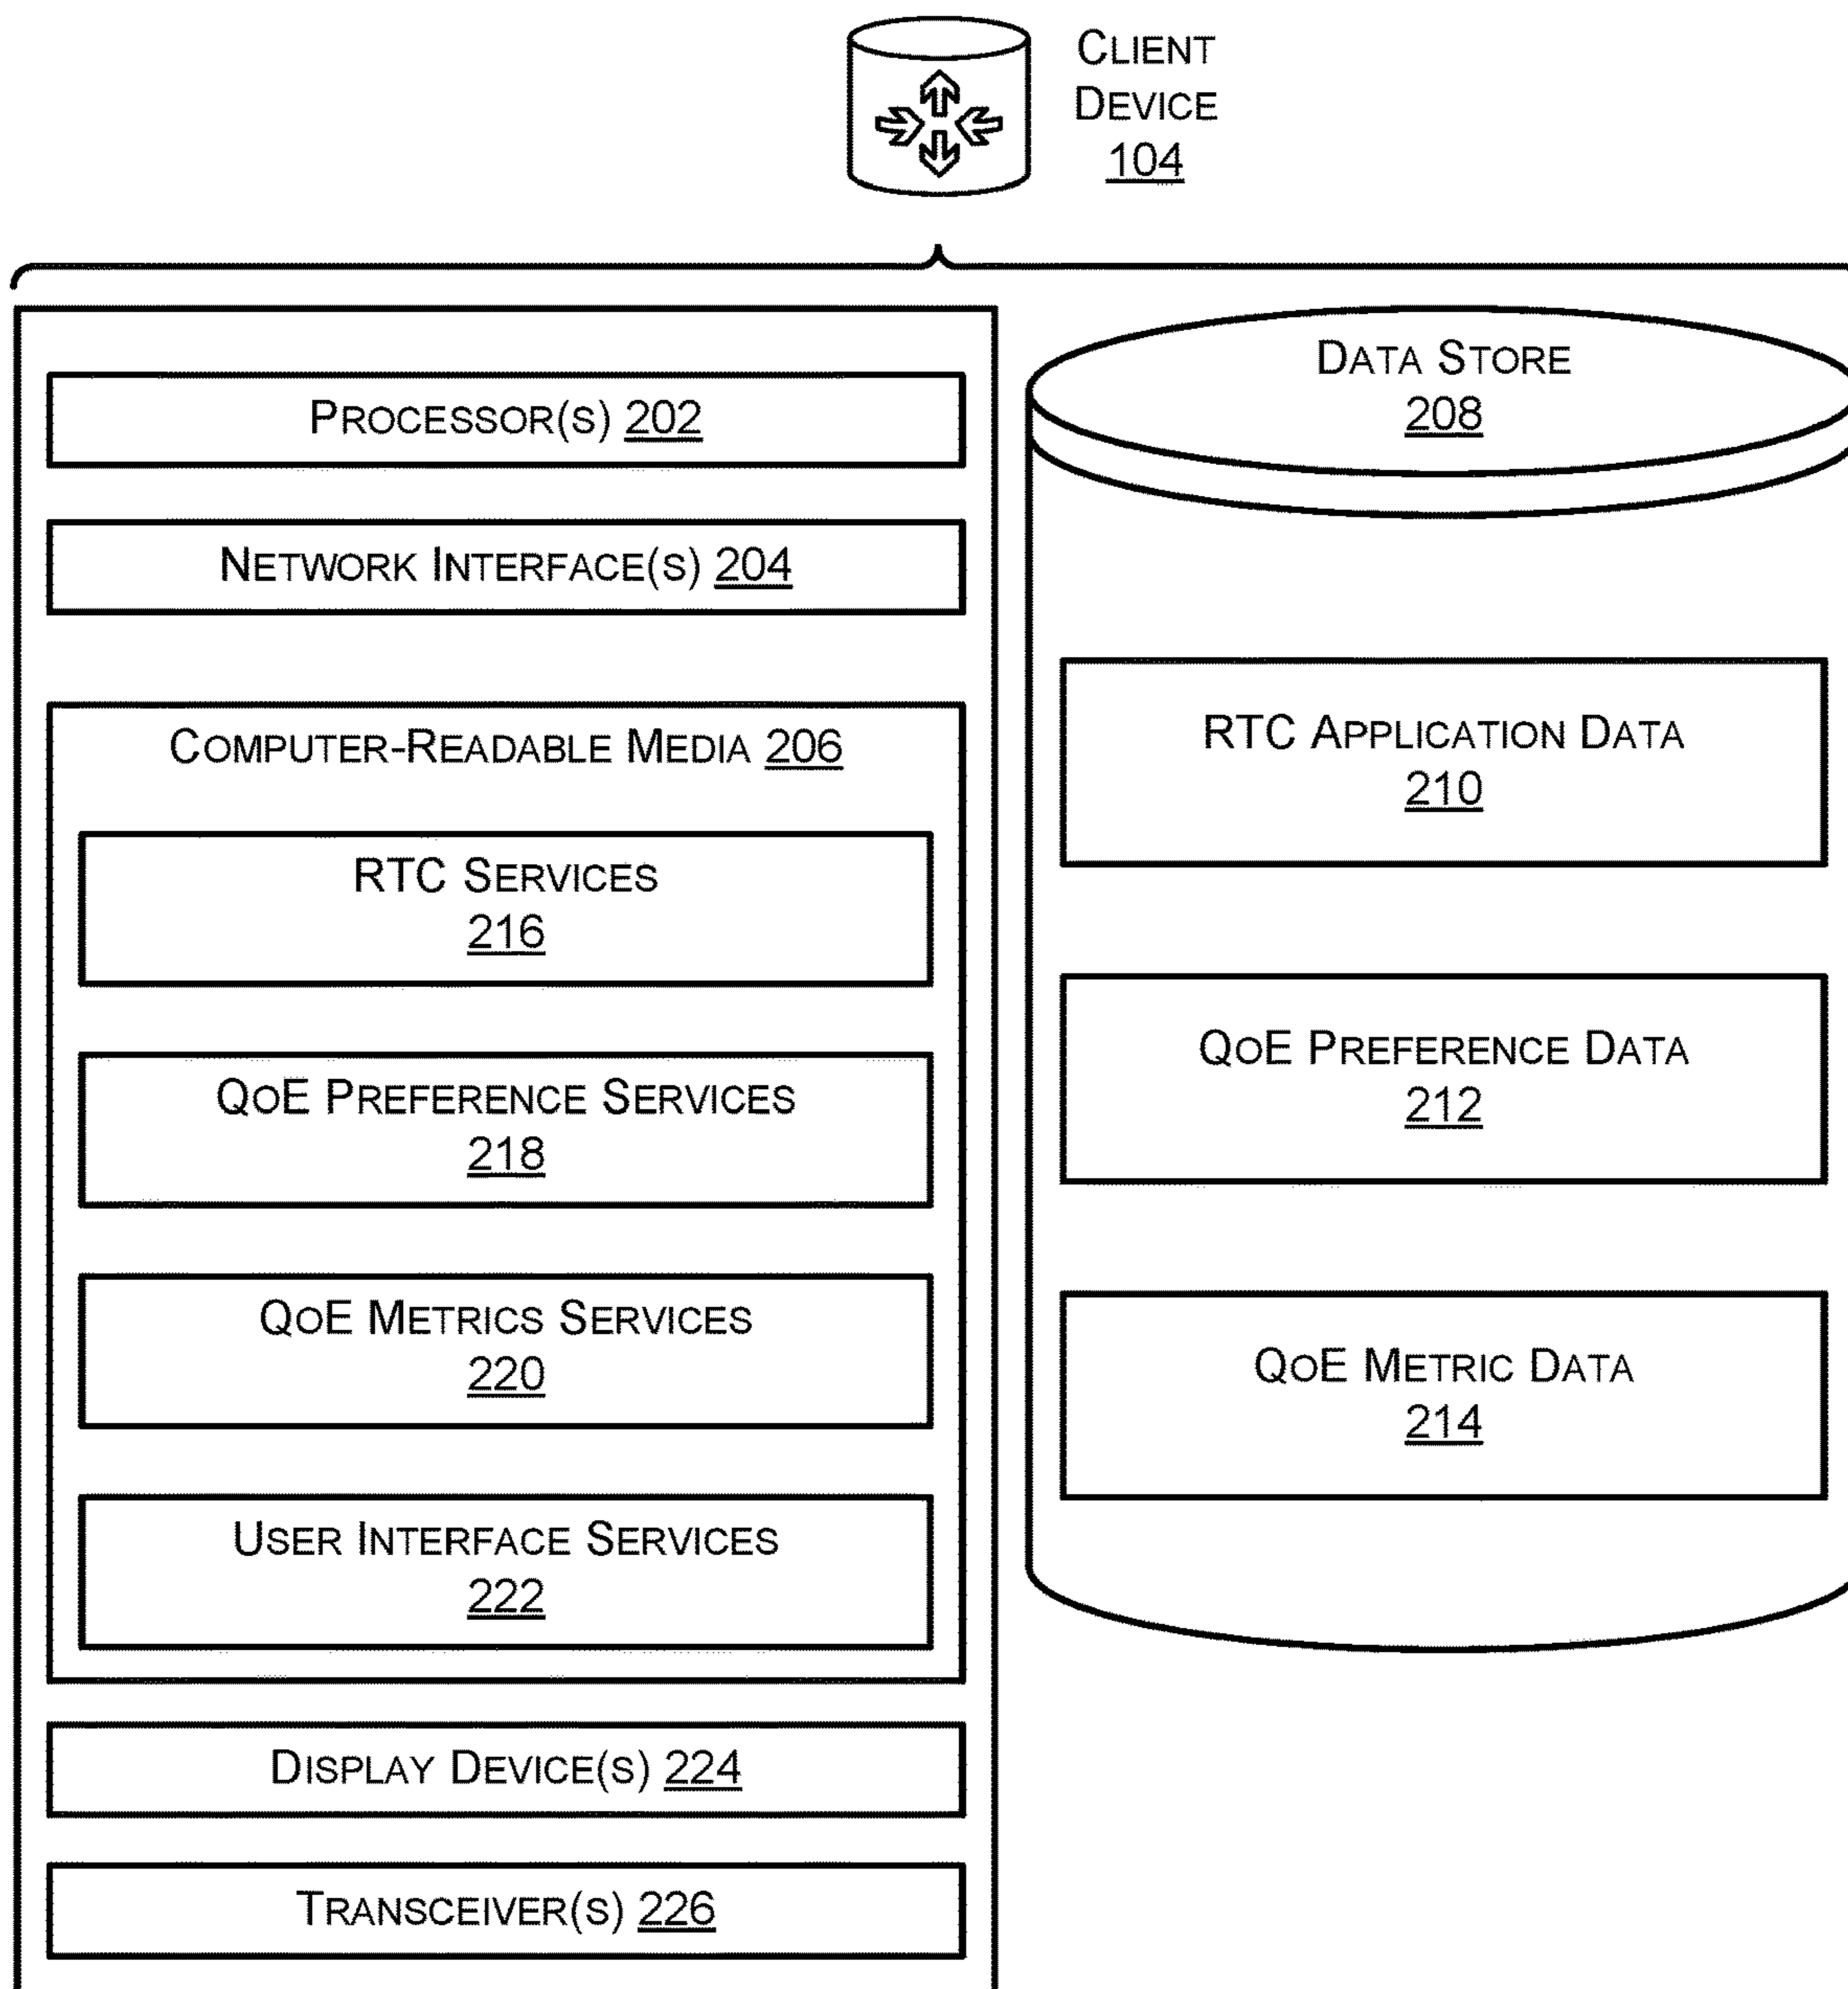 CLIENT
DEVICE
104
PROCESSOR(S) 202
NETWORK INTERFACE(S) 204
COMPUTER-READABLE MEDIA 206
RTC SERVICES
216
QOE PREFERENCE SERVICES
218
QOE METRICS SERVICES
220
USER INTERFACE SERVICES
222
DISPLAY DEVICE(S) 224
TRANSCEIVER(S) 226
DATA STORE
208
RTC APPLICATION DATA
210
QOE PREFERENCE DATA
212
QOE METRIC DATA
214